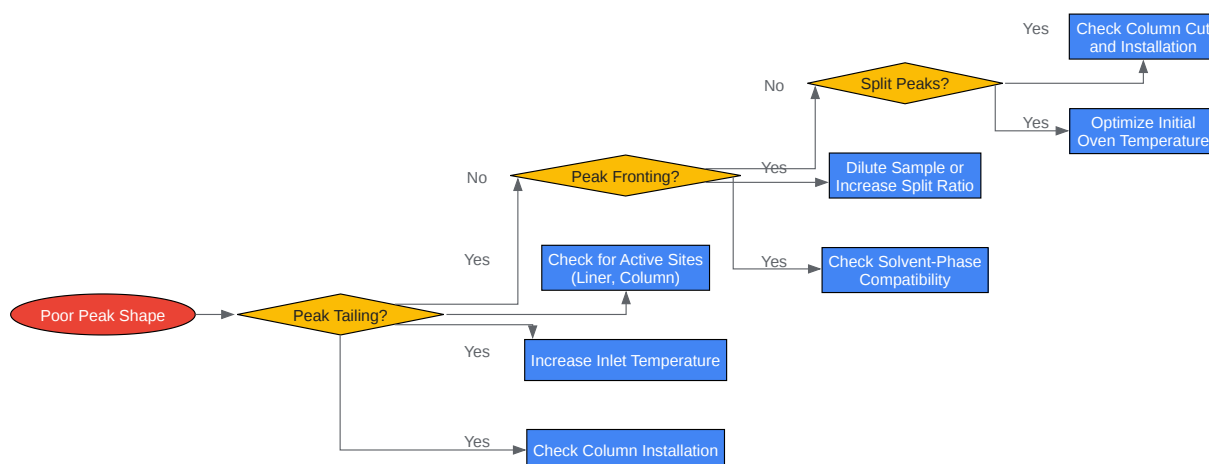 Yes
Check Column Cut
and Installation
Split Peaks?
No
Yes
Optimize Initial
Oven Temperature
Peak Fronting?
No
Yes
Dilute Sample or
Increase Split Ratio
Yes
Check for Active Sites
(Liner, Column)
Yes
Check Solvent-Phase
Compatibility
Poor Peak Shape
Peak Tailing?
Yes
Increase Inlet Temperature
Yes
Check Column Installation